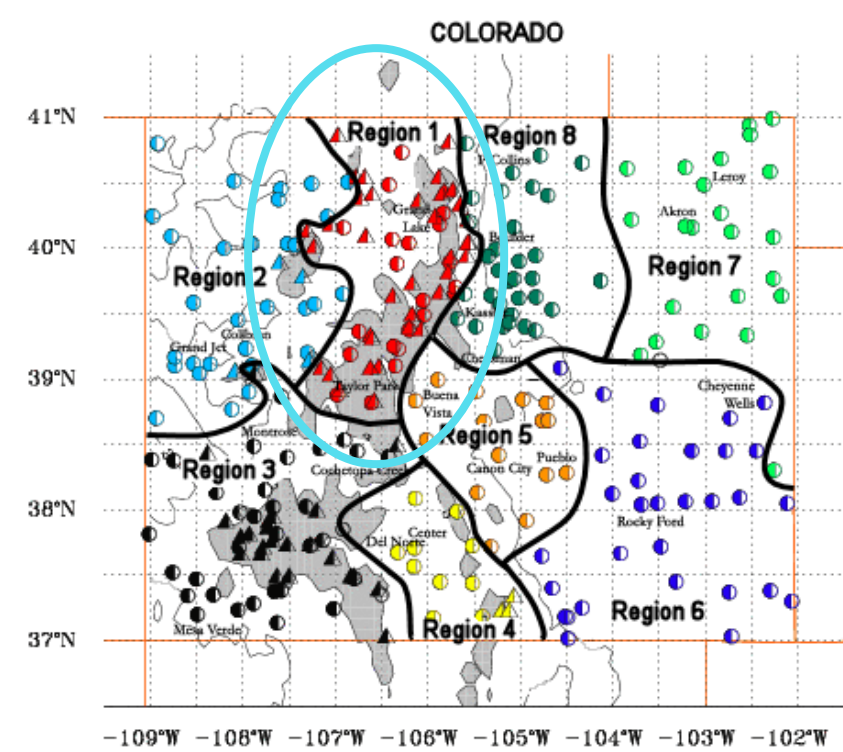 COLORADO
41°N
Region 1
Region 8
Leroy
Grand
Lake
Akron
40°N
Boulder
Region 2
Region 7
Grand Jct
39°N
Taylor Park
Buena
Vista
Cheyenne
Wells
Montrose
Region 5
Region 3
Cochetopa Creek
Canon City
Pueblo
38°N
Del Norte
Center
Rocky Ford
Mesa Verde
Region 4
Region 6
37°N
-109°W -108°W -107°W -106°W -105°W -104°W -103°W -102°W